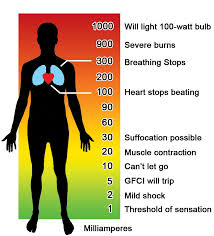 1000 Will light 100-watt bulb
900 Severe burns
300 Breathing Stops
200
100 Heart stops beating
90
60
30 Suffocation possible
20 Muscle contraction
10 Can't let go
5 GFCI will trip
2 Mild shock
1 Threshold of sensation
Milliamperes